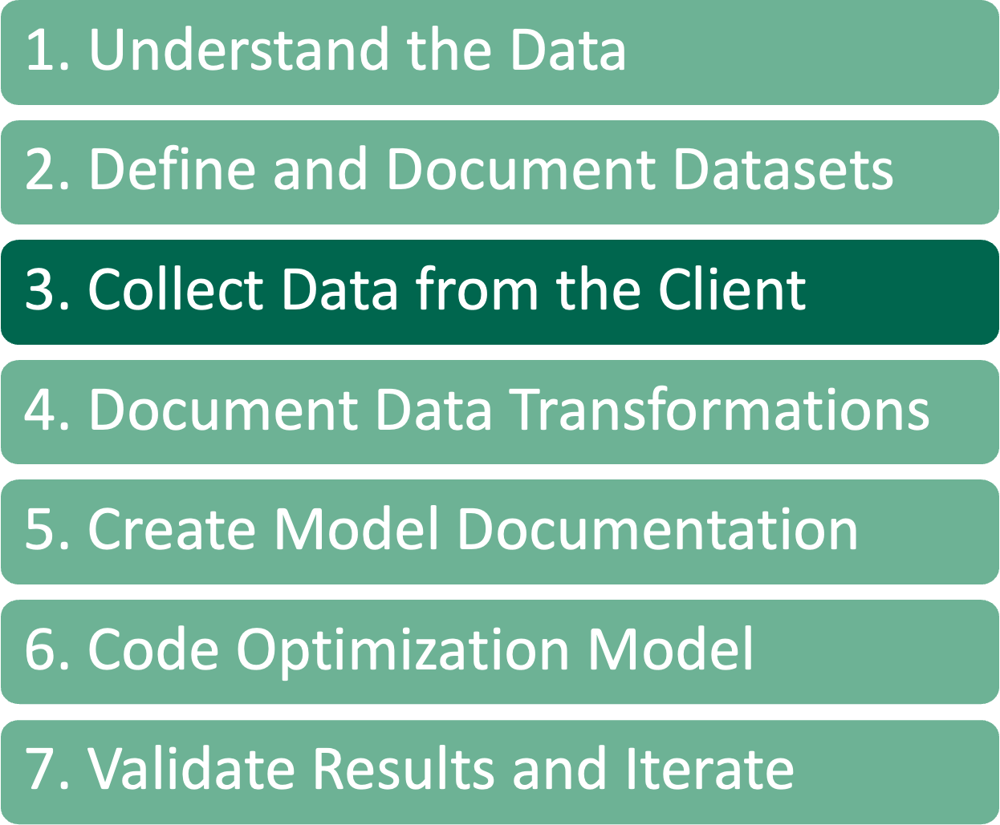 1. Understand the Data
2. Define and Document Datasets
3. Collect Data from the Client
4. Document Data Transformations
5. Create Model Documentation
6. Code Optimization Model
7. Validate Results and Iterate